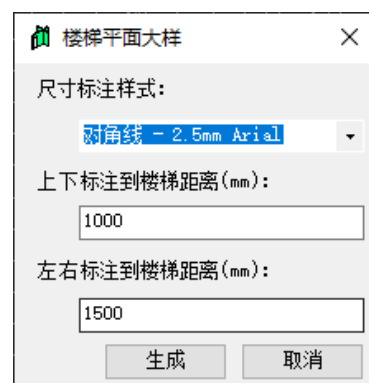 楼梯平面大样
尺寸标注样式:
对角线 - 2.5mm Arial
上下标注到楼梯距离(mm):
1000
左右标注到楼梯距离(mm):
1500
生成 取消